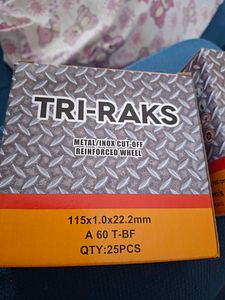 TRI-RAKS
METAL/INOX CUT-OFF
REINFORCED WHEEL
115x1.0x22.2mm
A 60 T-BF
QTY:25PCS